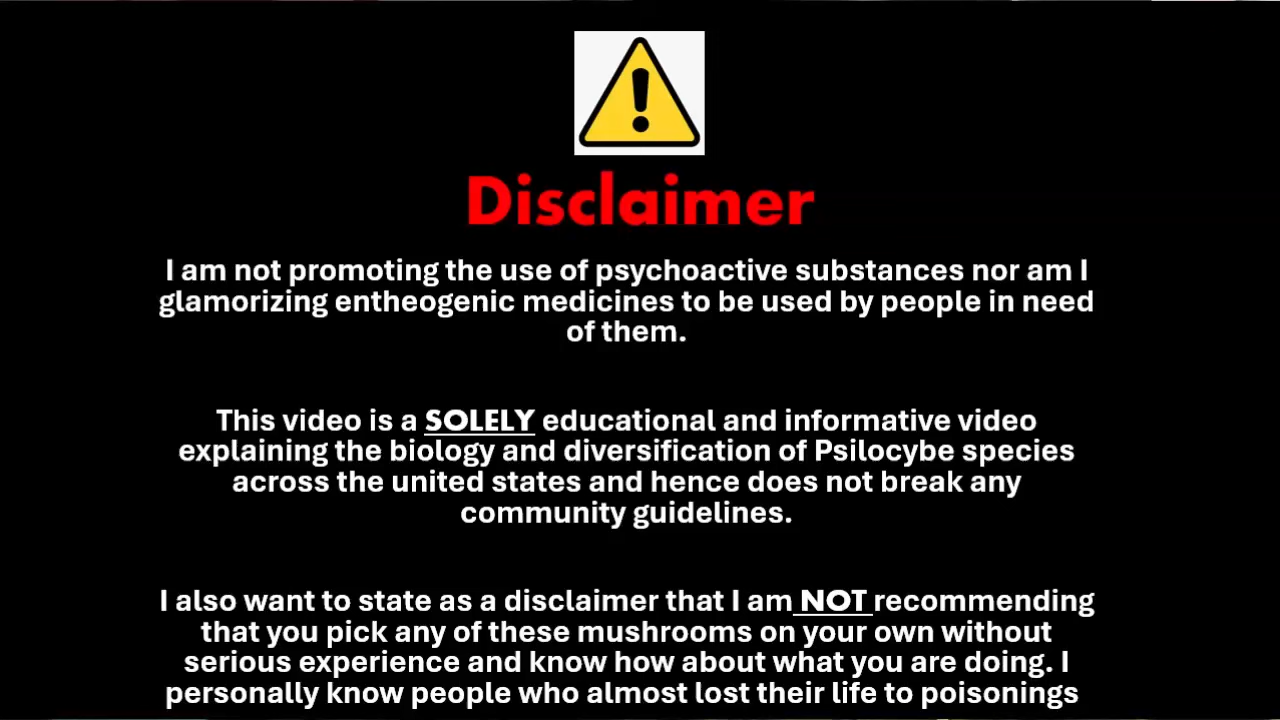 Disclaimer
I am not promoting the use of psychoactive substances nor am I
glamorizing entheogenic medicines to be used by people in need
of them.
This video is a SOLELY educational and informative video
explaining the biology and diversification of Psilocybe species
across the united states and hence does not break any
community guidelines.
I also want to state as a disclaimer that I am NOT recommending
that you pick any of these mushrooms on your own without
serious experience and know how about what you are doing. I
personally know people who almost lost their life to poisonings